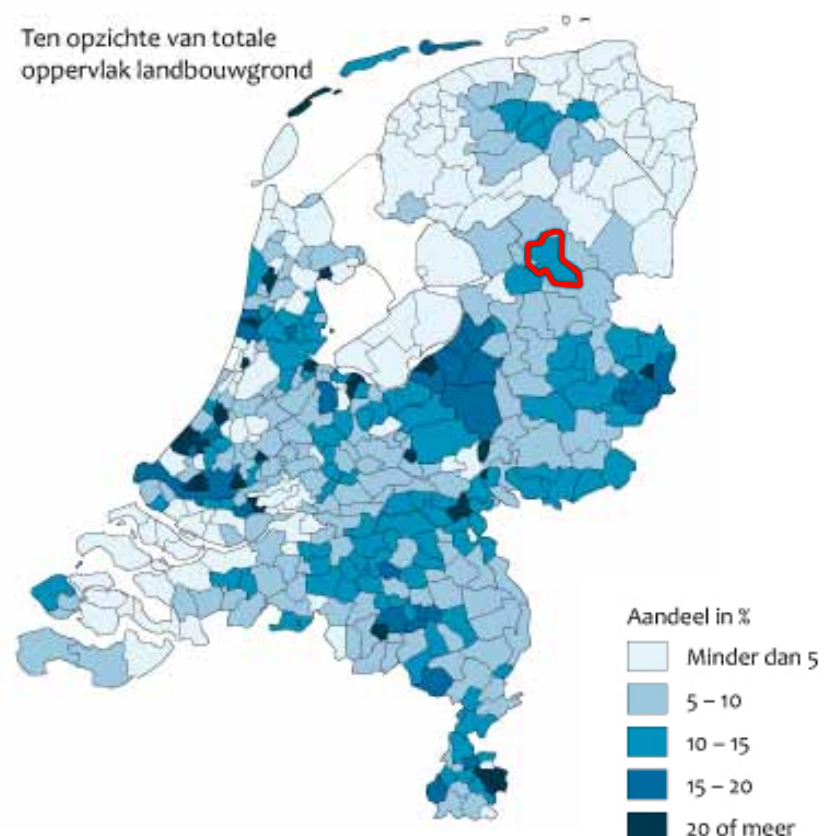 Ten opzichte van totale
oppervlak landbouwgrond
Aandeel in %
Minder dan 5
5 – 10
10 – 15
15 – 20
20 of meer